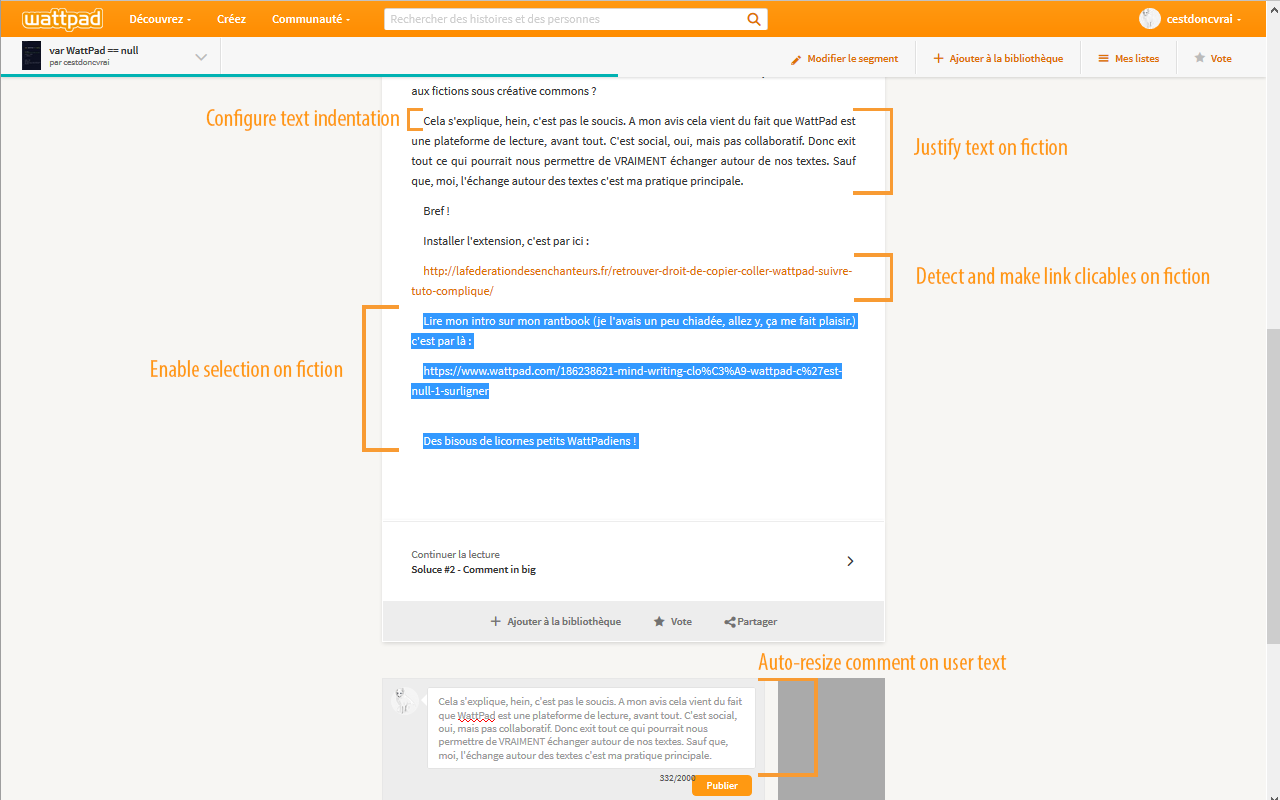 wattpad Découvrez Créez Communauté Rechercher des histoires et des personnes cestdoncvrai
var WattPad == null
par cestdoncvrai
Modifier le segment Ajouter à la bibliothèque Mes listes Vote
aux fictions sous créative commons ?
Configure text indentation
Cela s'explique, hein, c'est pas le soucis. A mon avis cela vient du fait que WattPad est
une plateforme de lecture, avant tout. C'est social, oui, mais pas collaboratif. Donc exit
tout ce qui pourrait nous permettre de VRAIMENT échanger autour de nos textes. Sauf
que, moi, l'échange autour des textes c'est ma pratique principale.
Justify text on fiction
Bref !
Installer l'extension, c'est par ici :
http://lafederationdesenchanteurs.fr/retrouver-droit-de-copier-coller-wattpad-suivre-
tuto-complique/
Detect and make link clicables on fiction
Lire mon intro sur mon rantbook (je l'avais un peu chiadée, allez y, ça me fait plaisir.)
c'est par là :
https://www.wattpad.com/186238621-mind-writing-clo%C3%A9-wattpad-c%27est-
null-1-surligner
Enable selection on fiction
Des bisous de licornes petits WattPadiens !
Continuer la lecture
Soluce #2 - Comment in big
Ajouter à la bibliothèque Vote Partager
Auto-resize comment on user text
Cela s'explique, hein, c'est pas le soucis. A mon avis cela vient du fait
que WattPad est une plateforme de lecture, avant tout. C'est social,
oui, mais pas collaboratif. Donc exit tout ce qui pourrait nous
permettre de VRAIMENT échanger autour de nos textes. Sauf que,
moi, l'échange autour des textes c'est ma pratique principale.
332/2000
Publier